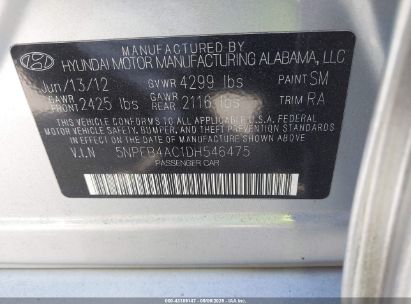 MANUFACTURED BY
HYUNDAI MOTOR MANUFACTURING ALABAMA, LLC
Jun/13/12 GVWR 4299 lbs PAINT SM
GAWR FRONT 2425 lbs GAWR REAR 2116 lbs TRIM RA
THIS VEHICLE CONFORMS TO ALL APPLICABLE U.S.A FEDERAL
MOTOR VEHICLE SAFETY, BUMPER, AND THEFT PREVENTION STANDARDS
IN EFFECT ON THE DATE OF MANUFACTURE SHOWN ABOVE.
V.I.N 5NPEB4AC1DH546475
PASSENGER CAR